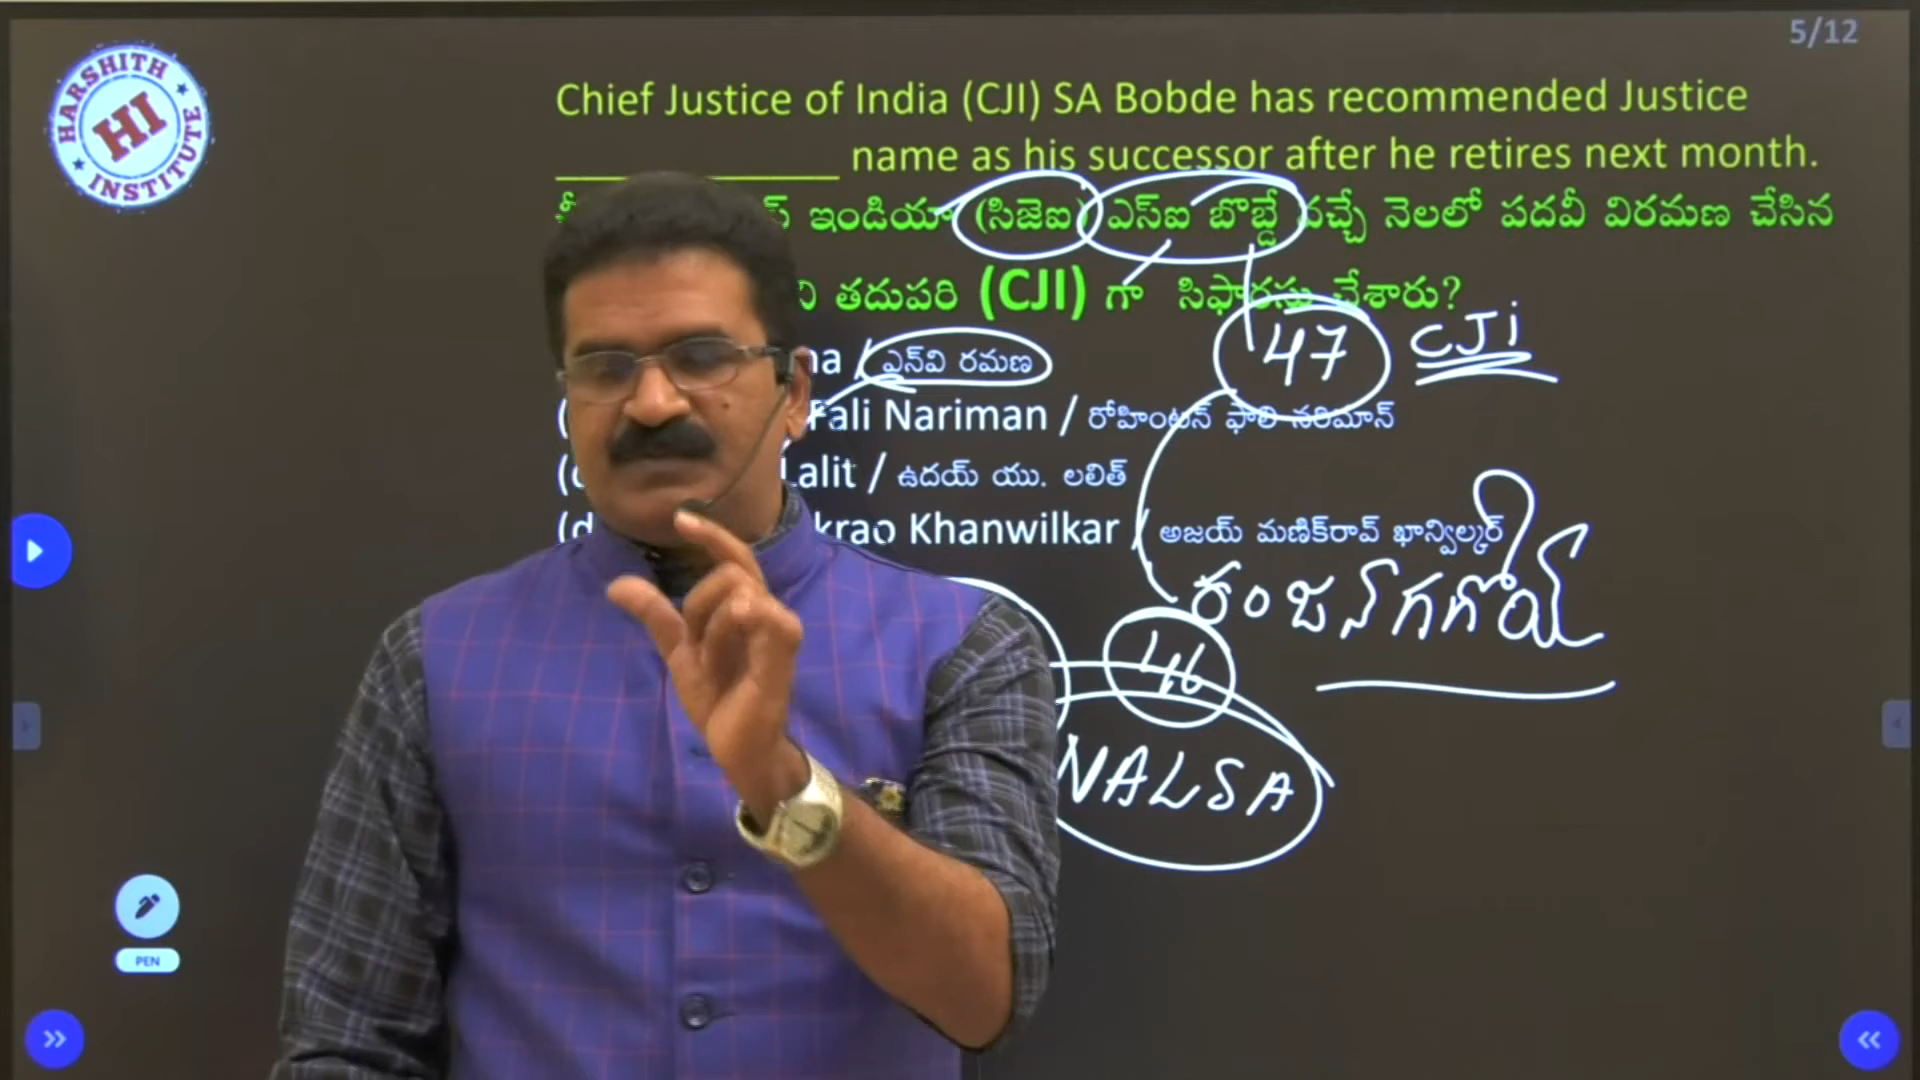 5/12
HARSHITH
HI
INSTITUTE
Chief Justice of India (CJI) SA Bobde has recommended Justice
____________ name as his successor after he retires next month.
ఇండియా (సిజెఐ) ఎస్ఐ బొబ్డే వచ్చే నెలలో పదవీ విరమణ చేసిన
తదుపరి (CJI) గా సిఫారసు చేశారు?
/ ఎన్‌వి రమణ
47 CJI
Fali Nariman / రోహింటన్ ఫాలి నరిమాన్
Lalit / ఉదయ్ యు. లలిత్
Khanwilkar / అజయ్ మణిక్‌రావ్ ఖాన్విల్కర్
రంజన్ గగోయ్
46
NALSA
PEN